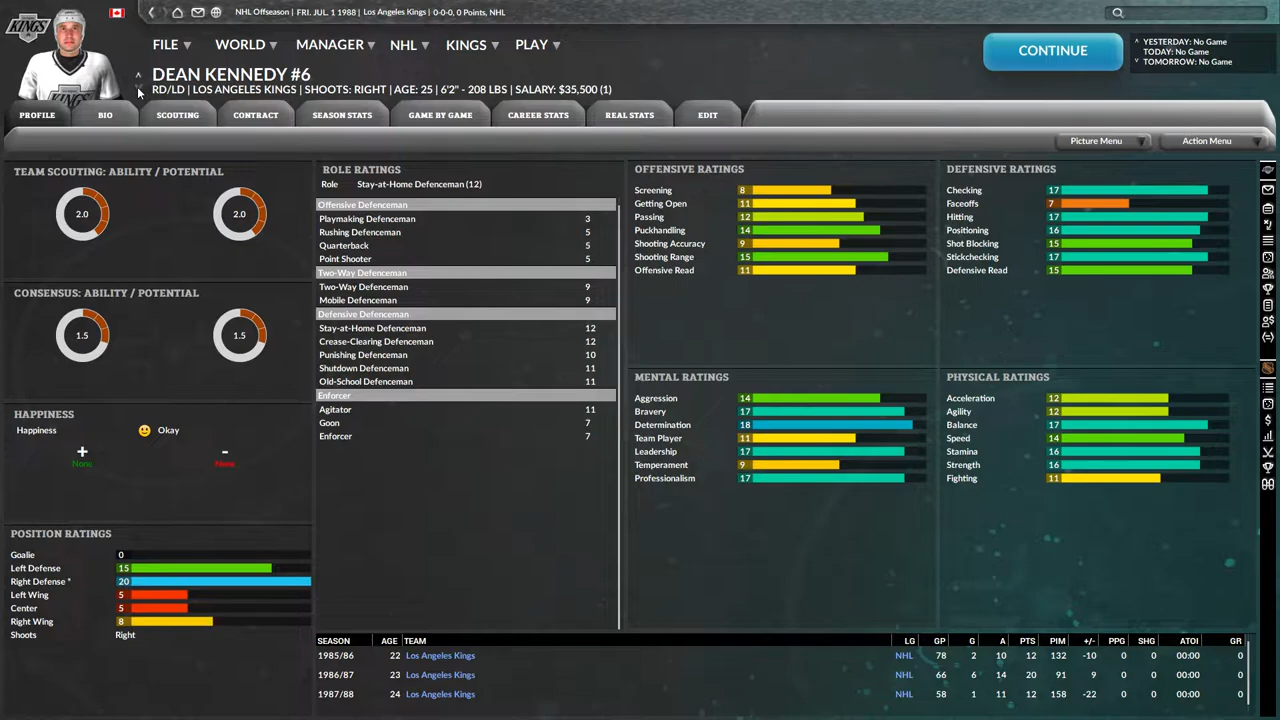 KINGS
NHL Offseason | FRI. JUL. 1 1988 | Los Angeles Kings | 0-0-0, 0 Points, NHL
FILE WORLD MANAGER NHL KINGS PLAY
CONTINUE
YESTERDAY: No Game
TODAY: No Game
TOMORROW: No Game
DEAN KENNEDY #6
RD/LD | LOS ANGELES KINGS | SHOOTS: RIGHT | AGE: 25 | 6'2" - 208 LBS | SALARY: $35,500 (1)
PROFILE BIO SCOUTING CONTRACT SEASON STATS GAME BY GAME CAREER STATS REAL STATS EDIT
Picture Menu Action Menu
TEAM SCOUTING: ABILITY / POTENTIAL
2.0 2.0
CONSENSUS: ABILITY / POTENTIAL
1.5 1.5
HAPPINESS
Happiness Okay
+ -
None None
POSITION RATINGS
Goalie 0
Left Defense 15
Right Defense * 20
Left Wing 5
Center 5
Right Wing 8
Shoots Right
ROLE RATINGS
Role Stay-at-Home Defenceman (12)
Offensive Defenceman
Playmaking Defenceman 3
Rushing Defenceman 5
Quarterback 5
Point Shooter 5
Two-Way Defenceman
Two-Way Defenceman 9
Mobile Defenceman 9
Defensive Defenceman
Stay-at-Home Defenceman 12
Crease-Clearing Defenceman 12
Punishing Defenceman 10
Shutdown Defenceman 11
Old-School Defenceman 11
Enforcer
Agitator 11
Goon 7
Enforcer 7
OFFENSIVE RATINGS
Screening 8
Getting Open 11
Passing 12
Puckhandling 14
Shooting Accuracy 9
Shooting Range 15
Offensive Read 11
DEFENSIVE RATINGS
Checking 17
Faceoffs 7
Hitting 17
Positioning 16
Shot Blocking 15
Stickchecking 17
Defensive Read 15
MENTAL RATINGS
Aggression 14
Bravery 17
Determination 18
Team Player 11
Leadership 17
Temperament 9
Professionalism 17
PHYSICAL RATINGS
Acceleration 12
Agility 12
Balance 17
Speed 14
Stamina 16
Strength 16
Fighting 11
SEASON AGE TEAM LG GP G A PTS PIM +/- PPG SHG ATOI GR
1985/86 22 Los Angeles Kings NHL 78 2 10 12 132 -10 0 0 00:00 0
1986/87 23 Los Angeles Kings NHL 66 6 14 20 91 9 0 0 00:00 0
1987/88 24 Los Angeles Kings NHL 58 1 11 12 158 -22 0 0 00:00 0